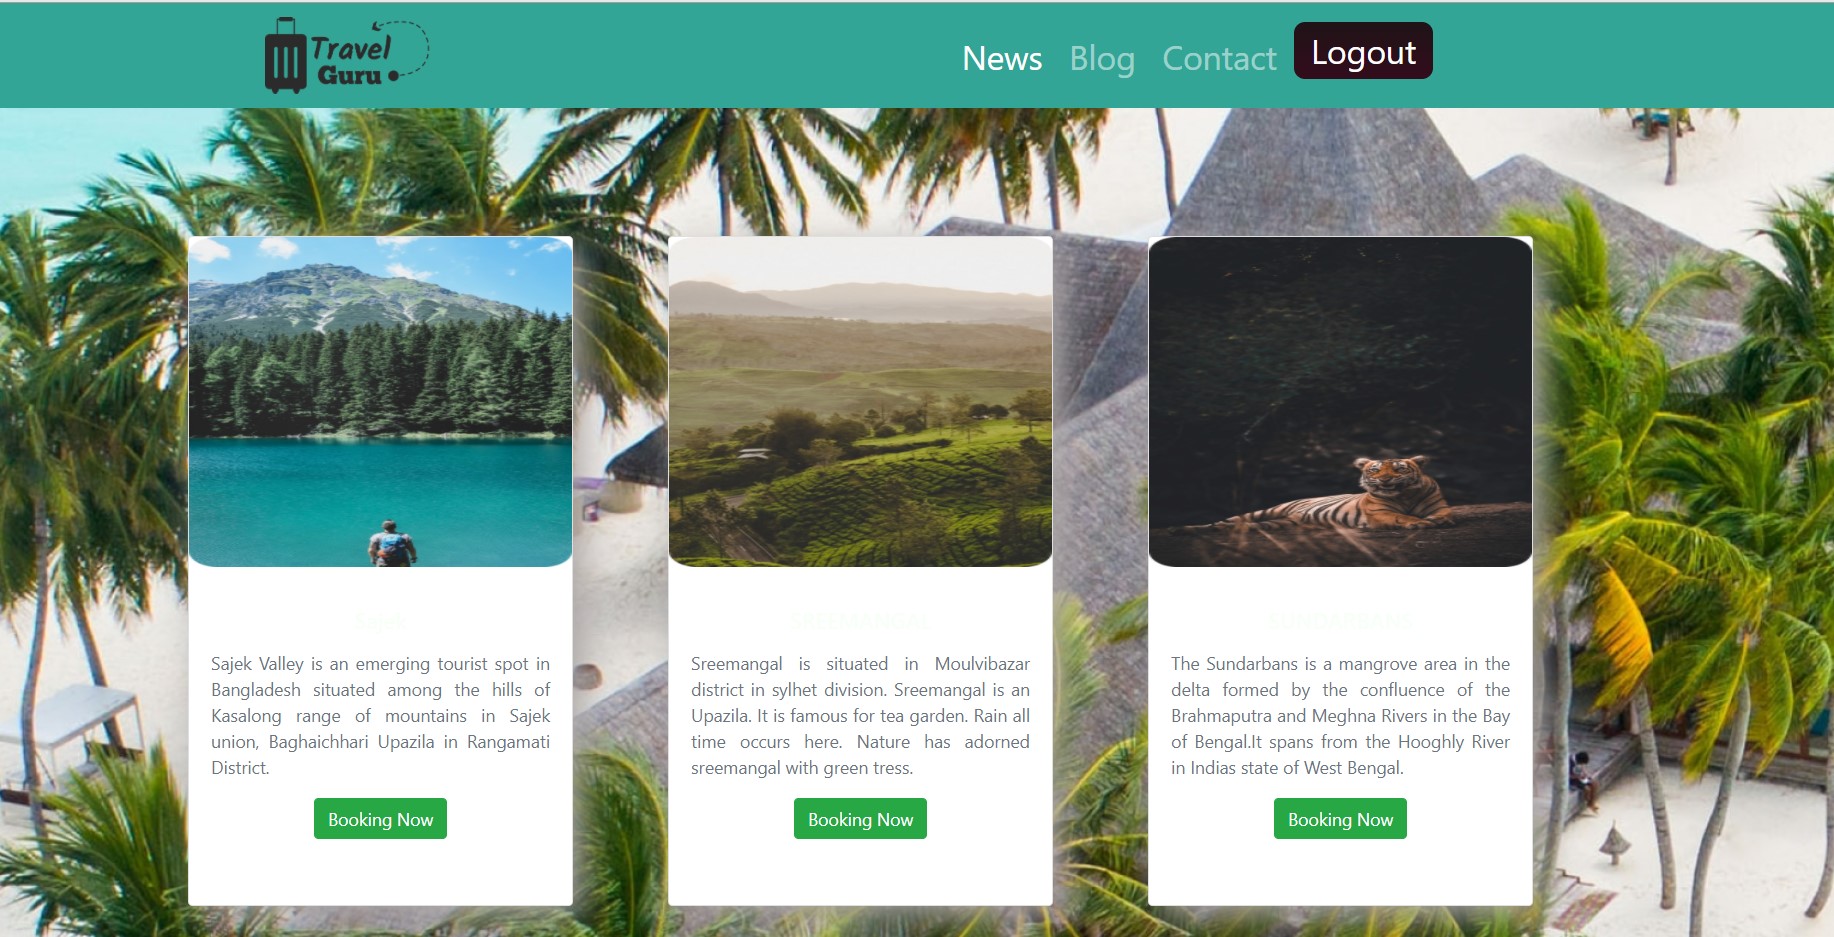 Travel
Guru
News Blog Contact Logout
Sajek
Sajek Valley is an emerging tourist spot in
Bangladesh situated among the hills of
Kasalong range of mountains in Sajek
union, Baghaichhari Upazila in Rangamati
District.
Booking Now
SREEMANGAL
Sreemangal is situated in Moulvibazar
district in sylhet division. Sreemangal is an
Upazila. It is famous for tea garden. Rain all
time occurs here. Nature has adorned
sreemangal with green tress.
Booking Now
SUNDARBANS
The Sundarbans is a mangrove area in the
delta formed by the confluence of the
Brahmaputra and Meghna Rivers in the Bay
of Bengal.It spans from the Hooghly River
in Indias state of West Bengal.
Booking Now